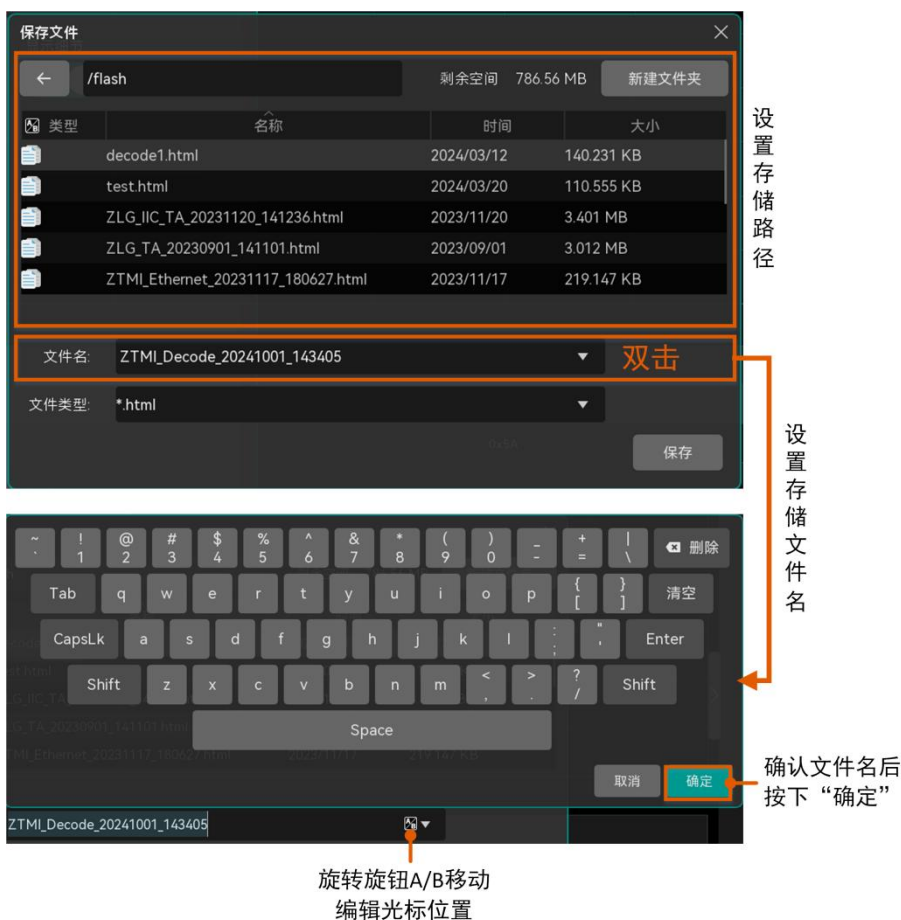 保存文件
/flash
剩余空间 786.56 MB
新建文件夹
类型 名称 时间 大小
decode1.html 2024/03/12 140.231 KB
test.html 2024/03/20 110.555 KB
ZLG_IIC_TA_20231120_141236.html 2023/11/20 3.401 MB
ZLG_TA_20230901_141101.html 2023/09/01 3.012 MB
ZTMI_Ethernet_20231117_180627.html 2023/11/17 219.147 KB
设置存储路径
文件名: ZTMI_Decode_20241001_143405
双击
文件类型: *.html
保存
设置存储文件名
~ ! @ # $ % ^ & * ( ) _ + |
` 1 2 3 4 5 6 7 8 9 0 - = \ 删除
Tab q w e r t y u i o p { [ } ] 清空
CapsLk a s d f g h j k l : ; " ' Enter
Shift z x c v b n m < , > . ? / Shift
Space
取消 确定
确认文件名后
按下“确定”
ZTMI_Decode_20241001_143405
旋转旋钮A/B移动
编辑光标位置